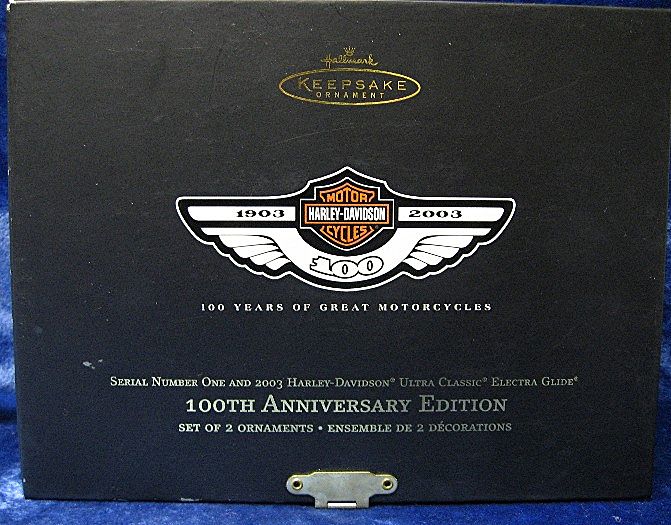 Hallmark
KEEPSAKE
ORNAMENT
MOTOR
1903 HARLEY-DAVIDSON 2003
CYCLES
100
100 YEARS OF GREAT MOTORCYCLES
SERIAL NUMBER ONE AND 2003 HARLEY-DAVIDSON® ULTRA CLASSIC® ELECTRA GLIDE®
100TH ANNIVERSARY EDITION
SET OF 2 ORNAMENTS • ENSEMBLE DE 2 DÉCORATIONS